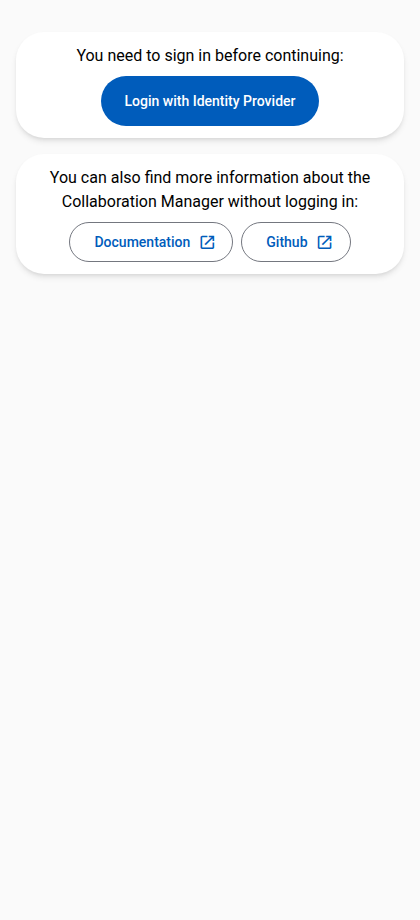 You need to sign in before continuing:
Login with Identity Provider
You can also find more information about the
Collaboration Manager without logging in:
Documentation
Github